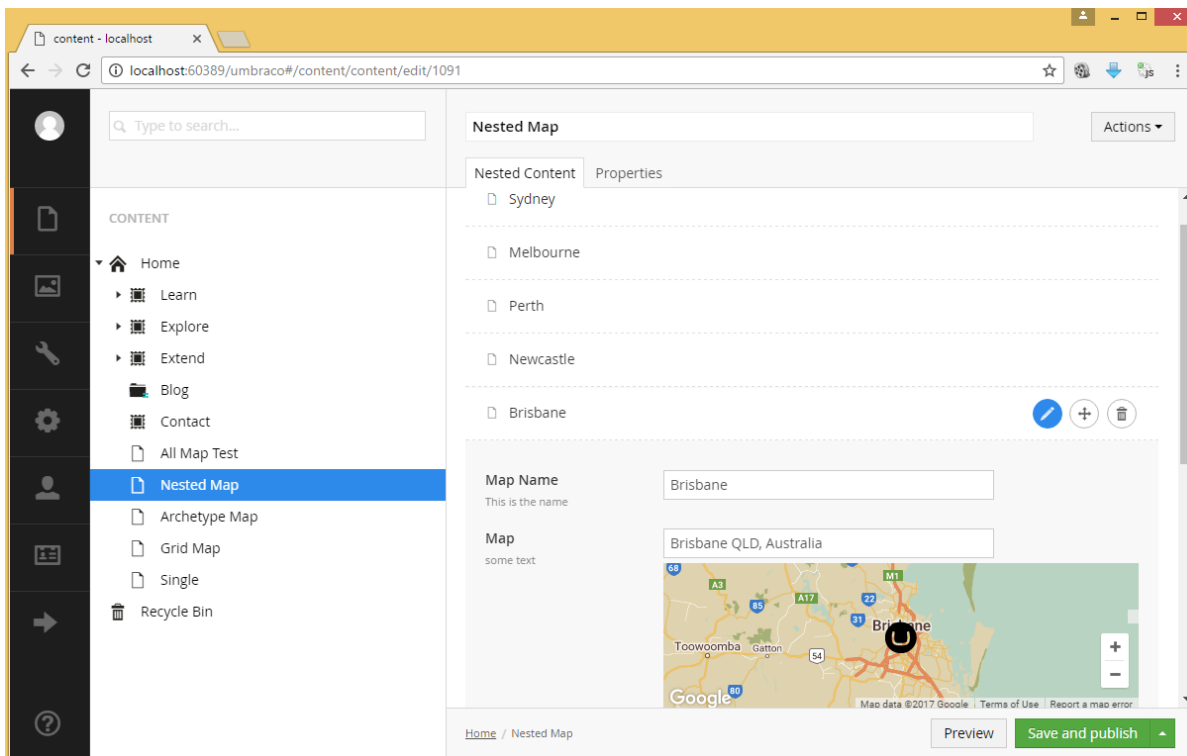 content - localhost
localhost:60389/umbraco#/content/content/edit/1091
js
Type to search...
CONTENT
Home
Learn
Explore
Extend
Blog
Contact
All Map Test
Nested Map
Archetype Map
Grid Map
Single
Recycle Bin
Nested Map
Actions
Nested Content Properties
Sydney
Melbourne
Perth
Newcastle
Brisbane
Map Name
This is the name
Brisbane
Map
some text
Brisbane QLD, Australia
68
M1
A3
A17
22
85
31
Brisbane
Toowoomba
Gatton
54
80
Google
Map data ©2017 Google Terms of Use Report a map error
Home / Nested Map
Preview
Save and publish